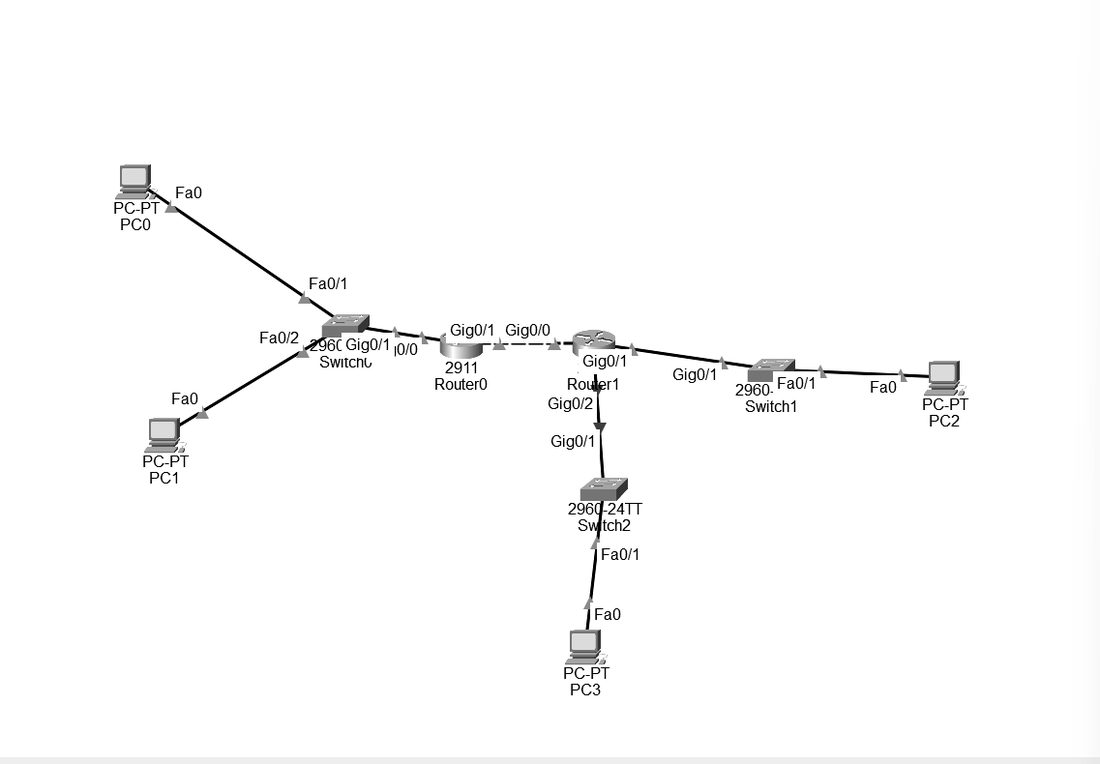 Fa0
PC-PT
PC0
Fa0/1
Fa0/2
Gig0/1
Switch0
Fa0
PC-PT
PC1
Gig0/1
Gig0/0
2911
Router0
Gig0/1
Router1
Gig0/2
Gig0/1
Gig0/1
2960-
Switch1
Fa0/1
Fa0
PC-PT
PC2
2960-24TT
Switch2
Fa0/1
Fa0
PC-PT
PC3